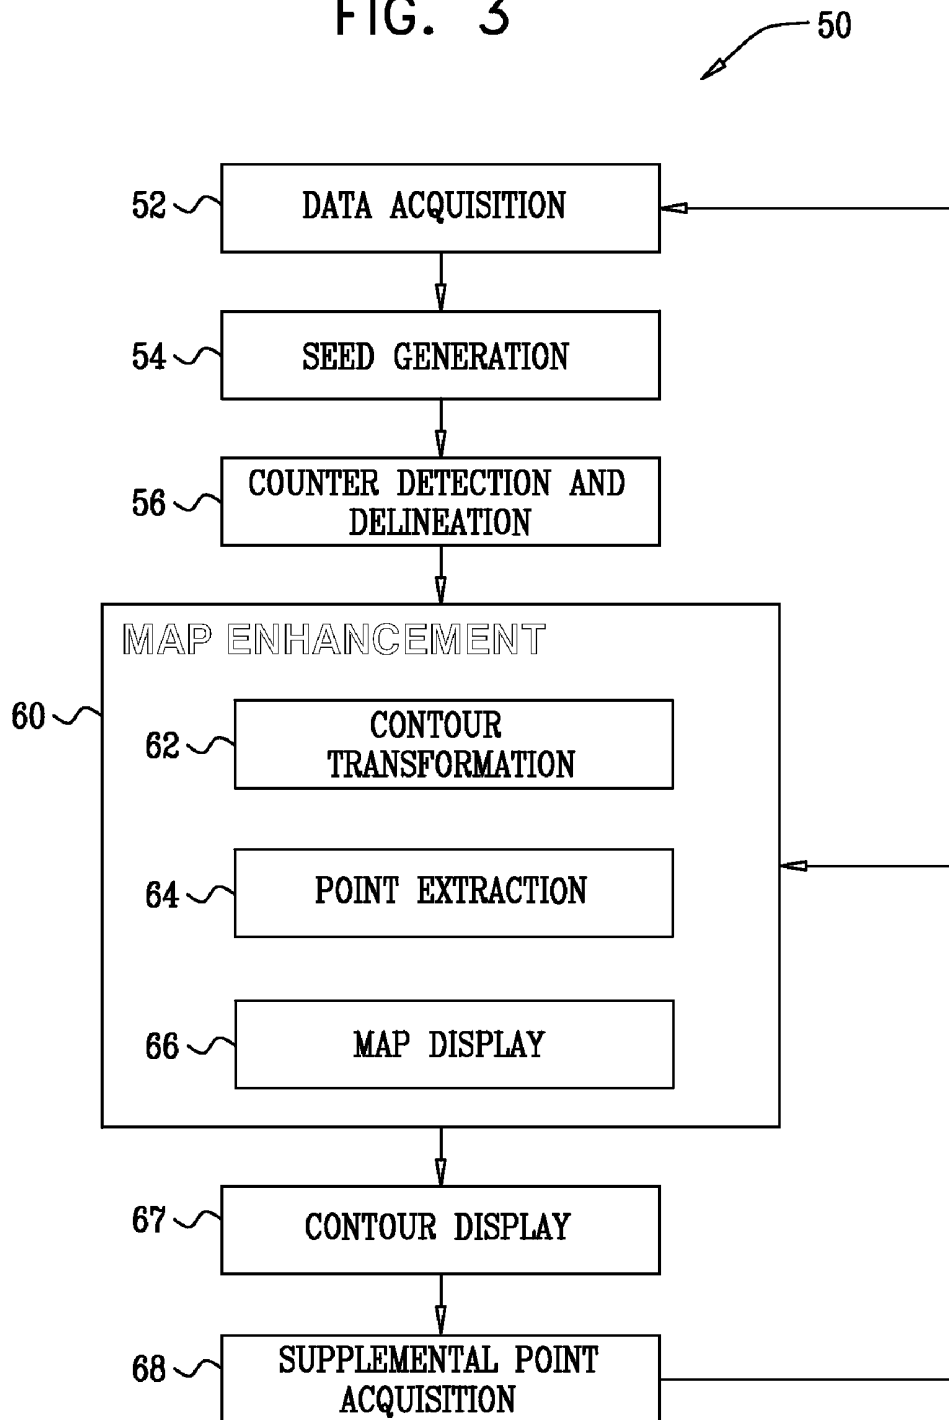 FIG. 3
50
52
DATA ACQUISITION
54
SEED GENERATION
56
COUNTER DETECTION AND
DELINEATION
MAP ENHANCEMENT
60
62
CONTOUR
TRANSFORMATION
64
POINT EXTRACTION
66
MAP DISPLAY
67
CONTOUR DISPLAY
68
SUPPLEMENTAL POINT
ACQUISITION